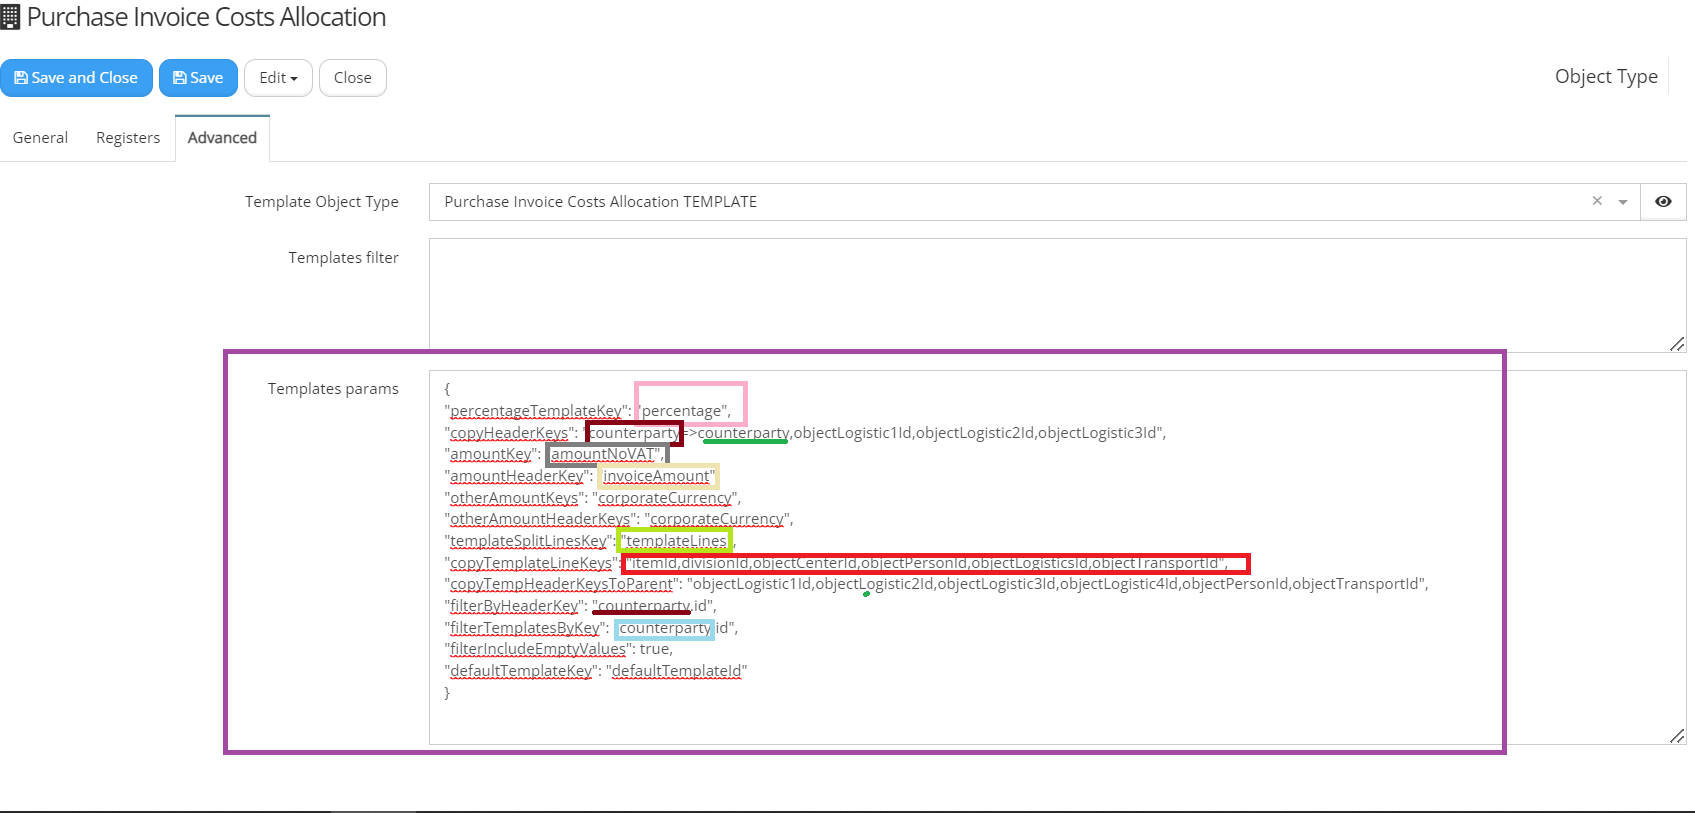 Purchase Invoice Costs Allocation
Save and Close Save Edit Close Object Type
General Registers Advanced
Template Object Type Purchase Invoice Costs Allocation TEMPLATE
Templates filter
Templates params
{
"percentageTemplateKey": "percentage",
"copyHeaderKeys": "counterparty=>counterparty,objectLogistic1Id,objectLogistic2Id,objectLogistic3Id",
"amountKey": "amountNoVAT",
"amountHeaderKey": "invoiceAmount"
"otherAmountKeys": "corporateCurrency",
"otherAmountHeaderKeys": "corporateCurrency",
"templateSplitLinesKey": "templateLines",
"copyTemplateLineKeys": "itemId,divisionId,objectCenterId,objectPersonId,objectLogisticsId,objectTransportId",
"copyTempHeaderKeysToParent": "objectLogistic1Id,objectLogistic2Id,objectLogistic3Id,objectLogistic4Id,objectPersonId,objectTransportId",
"filterByHeaderKey": "counterparty.id",
"filterTemplatesByKey": "counterparty.id",
"filterIncludeEmptyValues": true,
"defaultTemplateKey": "defaultTemplateId"
}